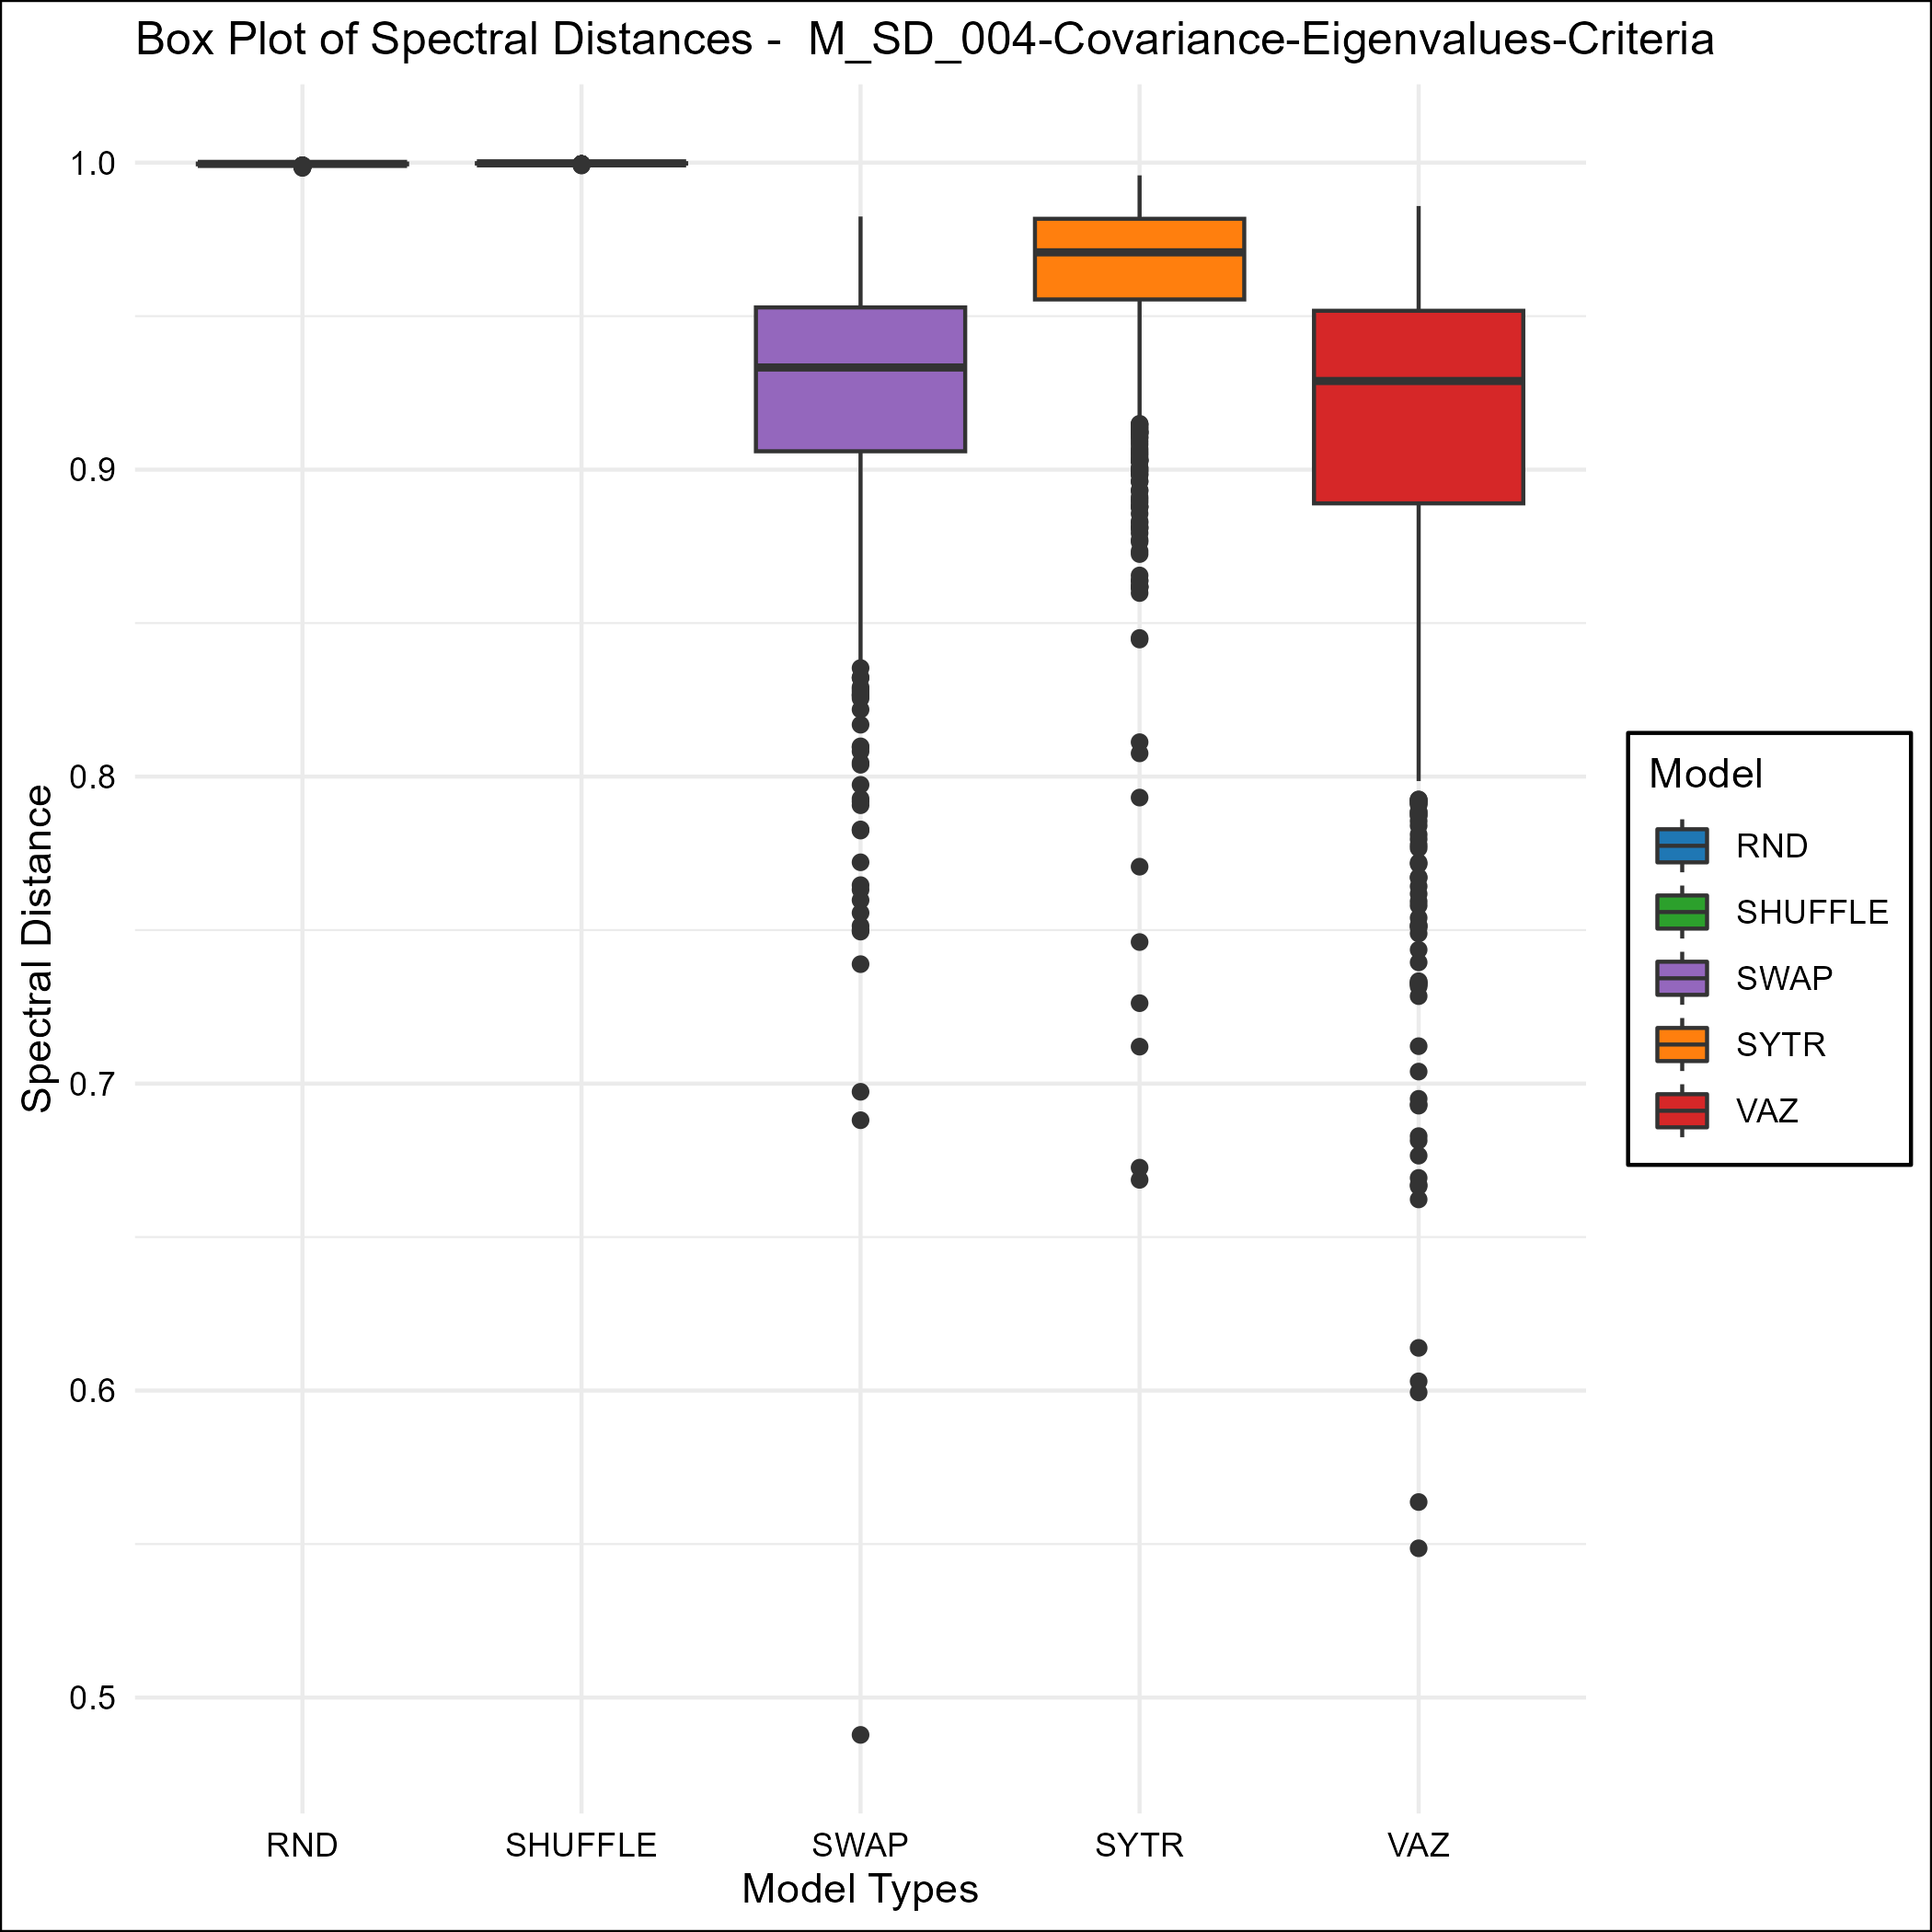 Box Plot of Spectral Distances -  M_SD_004-Covariance-Eigenvalues-Criteria
1.0
0.9
0.8
0.7
0.6
0.5
Spectral Distance
RND
SHUFFLE
SWAP
SYTR
VAZ
Model Types
Model
RND
SHUFFLE
SWAP
SYTR
VAZ